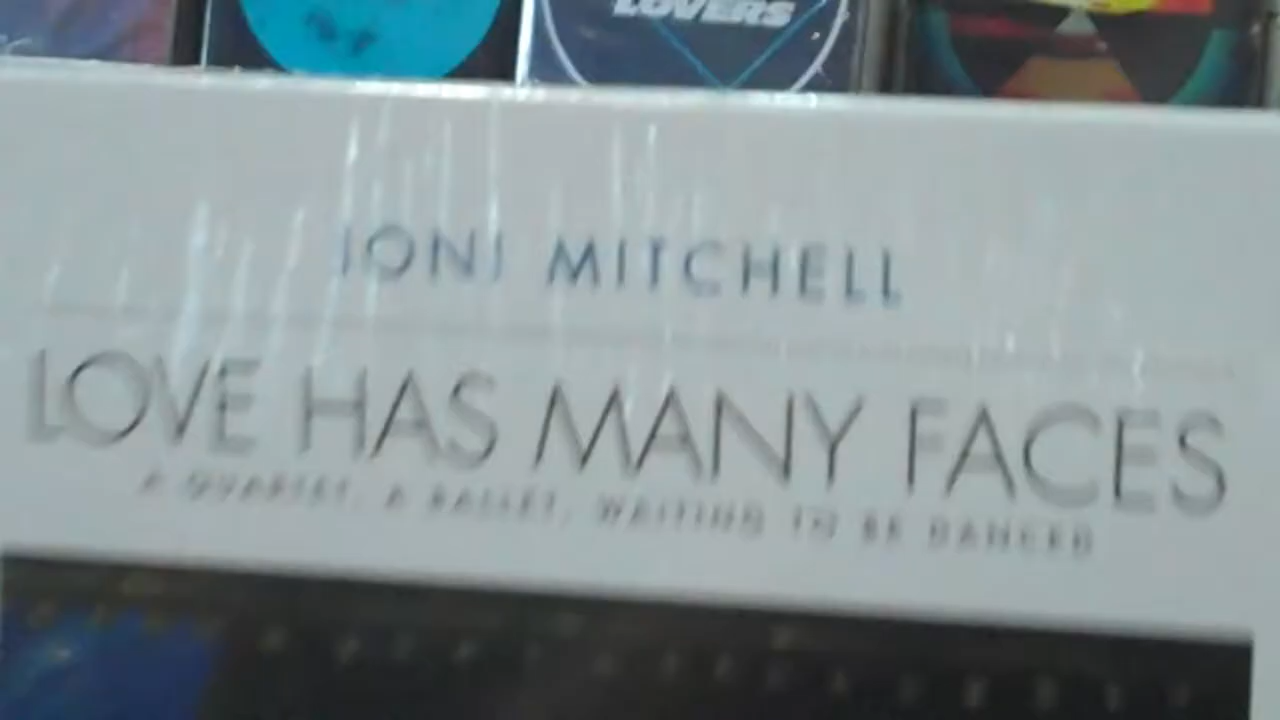 LOVERS
JONI MITCHELL
LOVE HAS MANY FACES
A QUARTET, A BALLET, WAITING TO BE DANCED